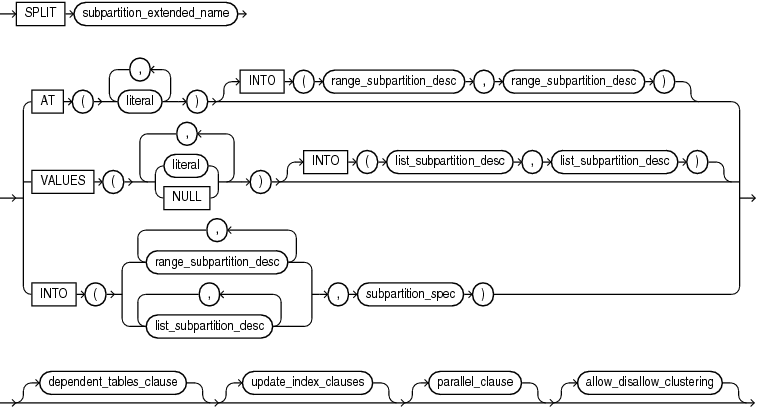 SPLIT subpartition_extended_name
,
INTO ( range_subpartition_desc , range_subpartition_desc )
AT ( literal )
,
INTO ( list_subpartition_desc , list_subpartition_desc )
literal
VALUES ( )
NULL
,
range_subpartition_desc
INTO ( , , subpartition_spec )
list_subpartition_desc
dependent_tables_clause update_index_clauses parallel_clause allow_disallow_clustering